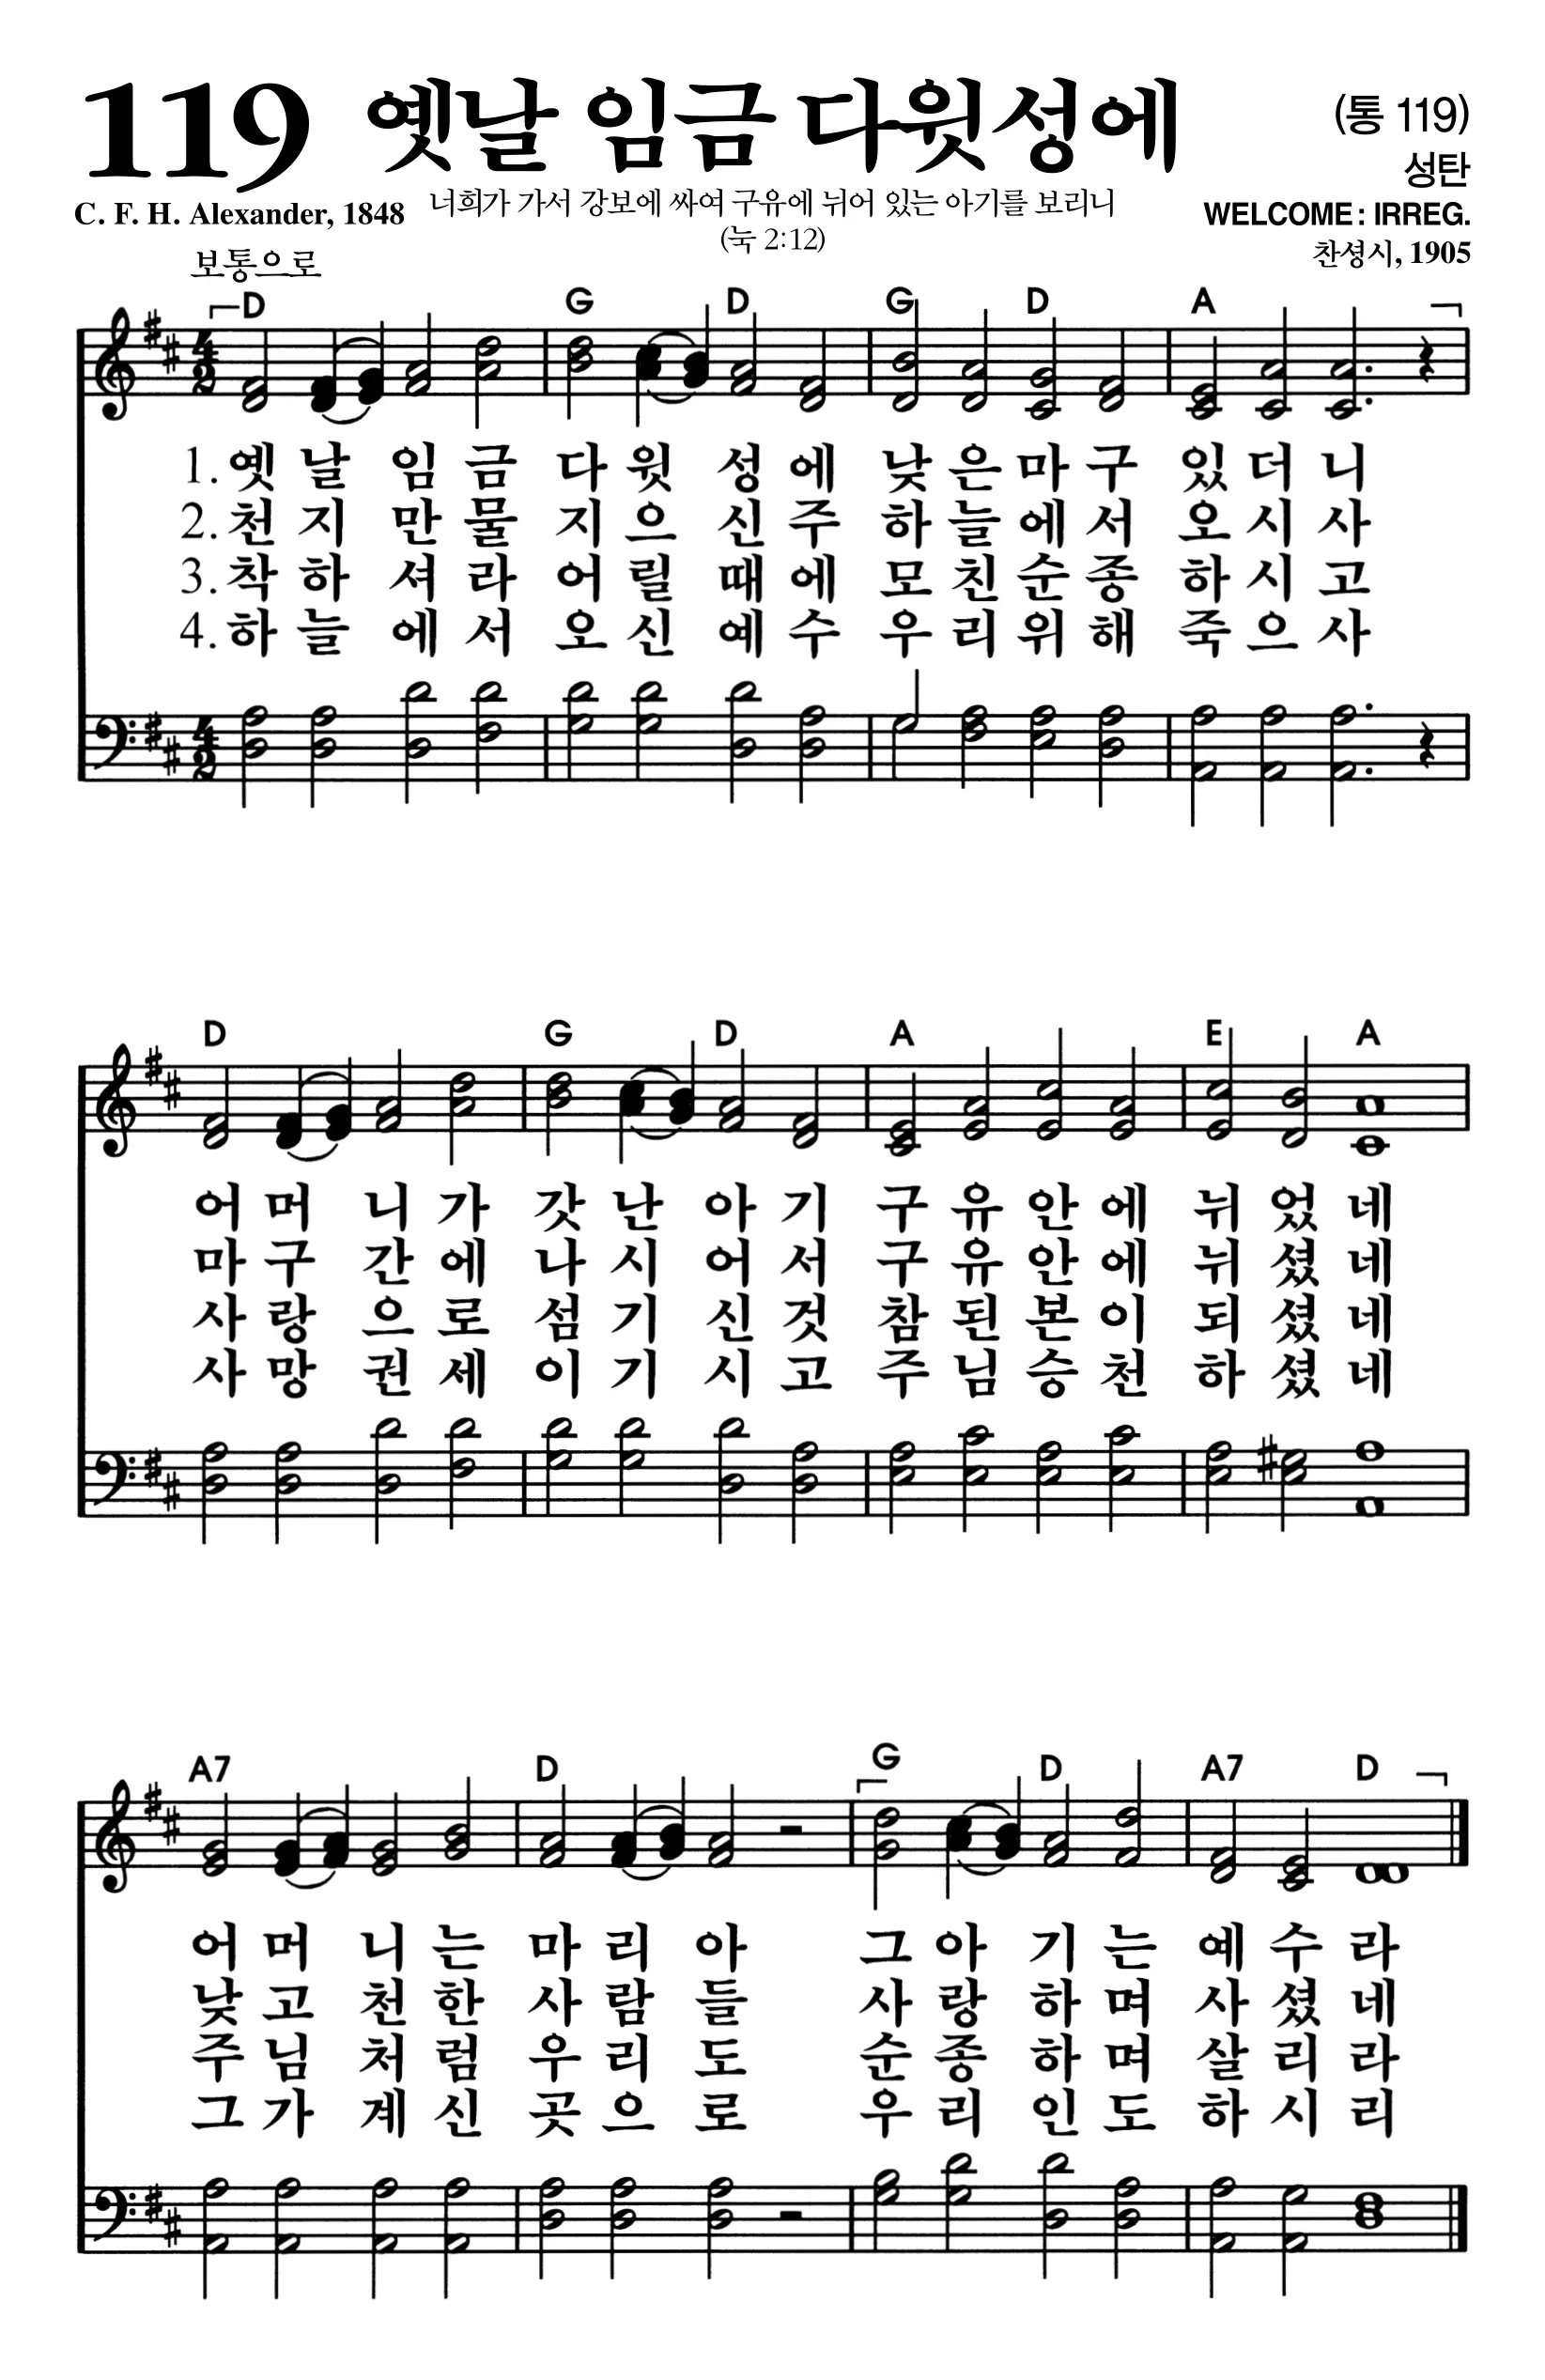 119 옛날 임금 다윗성에 (통 119)
성탄
C. F. H. Alexander, 1848 너희가 가서 강보에 싸여 구유에 뉘어 있는 아기를 보리니 WELCOME : IRREG.
(눅 2:12)
보통으로 찬셩시, 1905
D G D G D A
1. 옛 날 임 금 다 윗 성 에 낮 은 마 구 있 더 니
2. 천 지 만 물 지 으 신 주 하 늘 에 서 오 시 사
3. 착 하 셔 라 어 릴 때 에 모 친 순 종 하 시 고
4. 하 늘 에 서 오 신 예 수 우 리 위 해 죽 으 사
D G D A E A
어 머 니 가 갓 난 아 기 구 유 안 에 뉘 었 네
마 구 간 에 나 시 어 서 구 유 안 에 뉘 셨 네
사 랑 으 로 섬 기 신 것 참 된 본 이 되 셨 네
사 망 권 세 이 기 시 고 주 님 승 천 하 셨 네
A7 D G D A7 D
어 머 니 는 마 리 아 그 아 기 는 예 수 라
낮 고 천 한 사 람 들 사 랑 하 며 사 셨 네
주 님 처 럼 우 리 도 순 종 하 며 살 리 라
그 가 계 신 곳 으 로 우 리 인 도 하 시 리